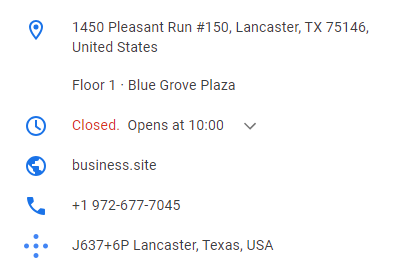 1450 Pleasant Run #150, Lancaster, TX 75146,
United States
Floor 1 · Blue Grove Plaza
Closed. Opens at 10:00
business.site
+1 972-677-7045
J637+6P Lancaster, Texas, USA